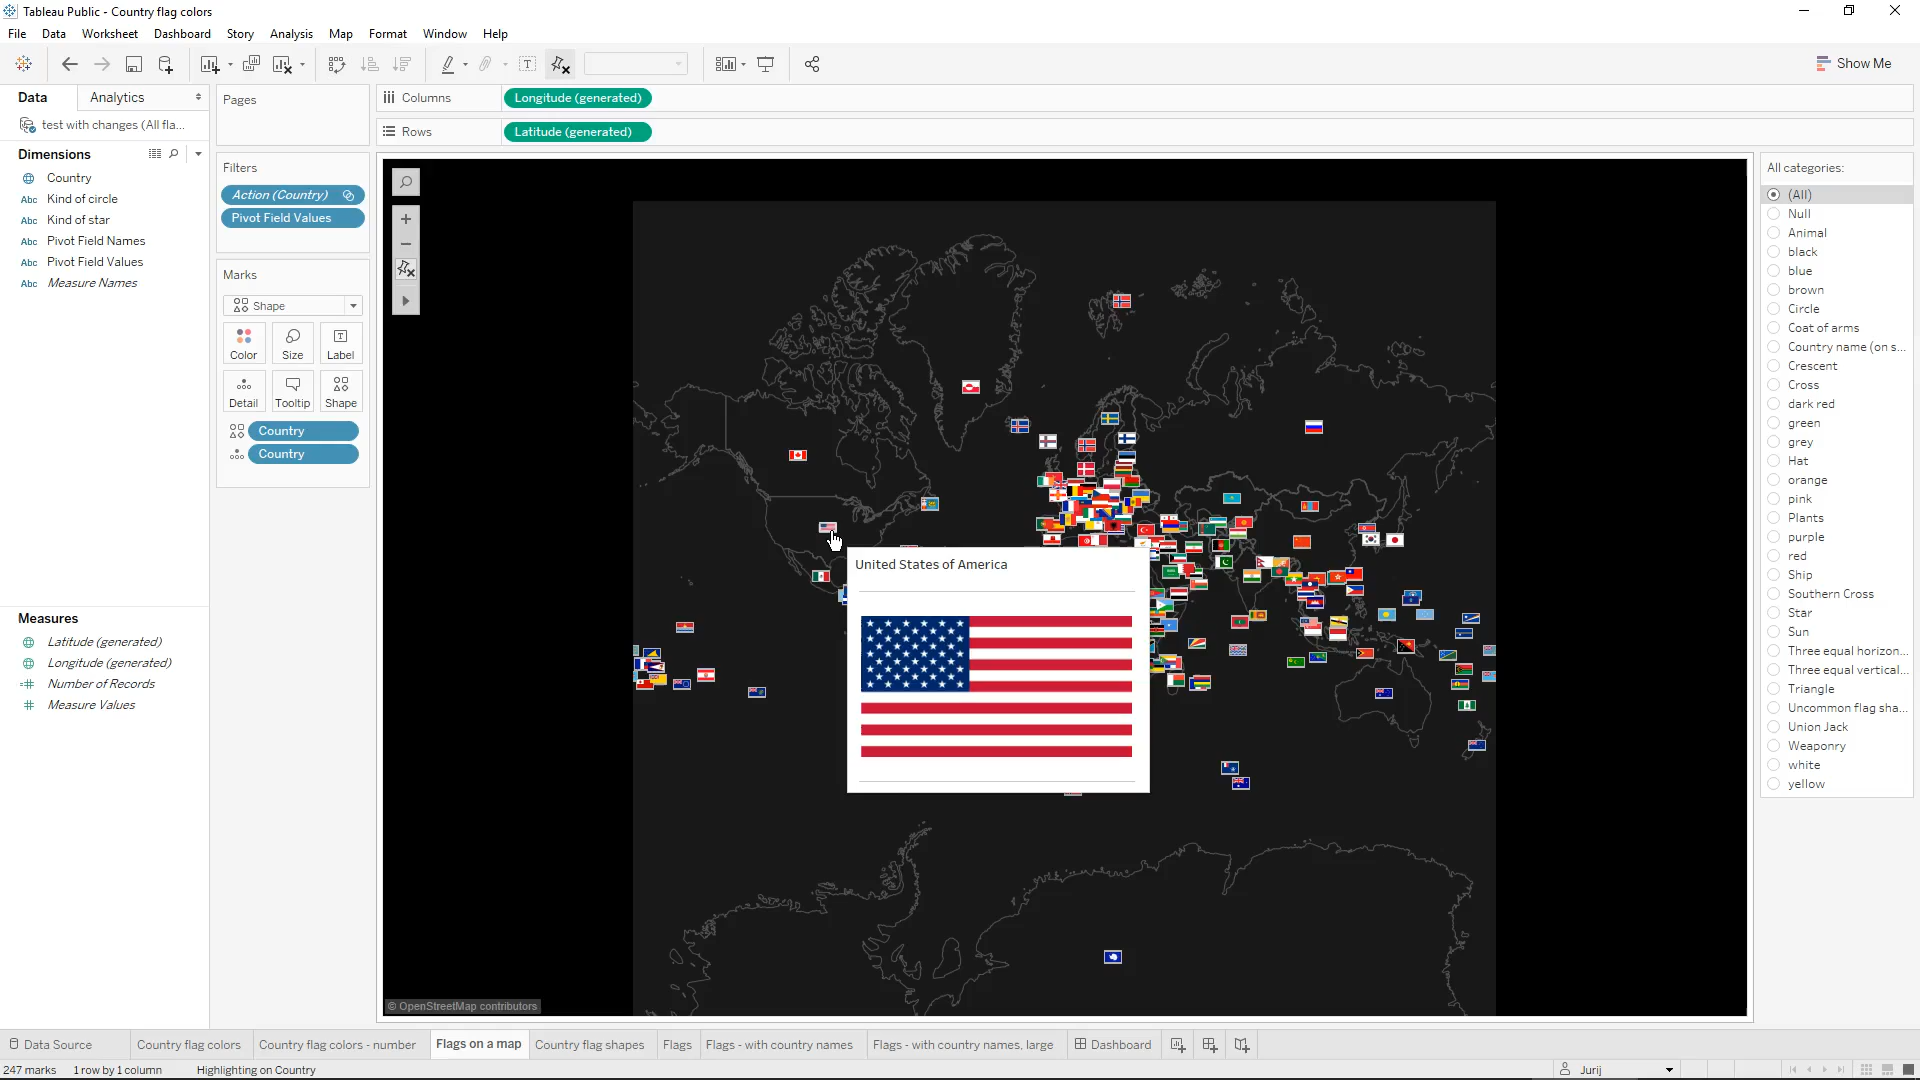 Tableau Public - Country flag colors
File Data Worksheet Dashboard Story Analysis Map Format Window Help
Show Me
Data Analytics
test with changes (All fla...
Dimensions
Country
Abc Kind of circle
Abc Kind of star
Abc Pivot Field Names
Abc Pivot Field Values
Abc Measure Names
Measures
Latitude (generated)
Longitude (generated)
Number of Records
Measure Values
Pages
Filters
Action (Country)
Pivot Field Values
Marks
Shape
Color Size Label
Detail Tooltip Shape
Country
Country
Columns Longitude (generated)
Rows Latitude (generated)
United States of America
© OpenStreetMap contributors
All categories:
(All)
Null
Animal
black
blue
brown
Circle
Coat of arms
Country name (on s...
Crescent
Cross
dark red
green
grey
Hat
orange
pink
Plants
purple
red
Ship
Southern Cross
Star
Sun
Three equal horizon...
Three equal vertical...
Triangle
Uncommon flag sha...
Union Jack
Weaponry
white
yellow
Data Source Country flag colors Country flag colors - number Flags on a map Country flag shapes Flags Flags - with country names Flags - with country names, large Dashboard
247 marks 1 row by 1 column Highlighting on Country Jurij